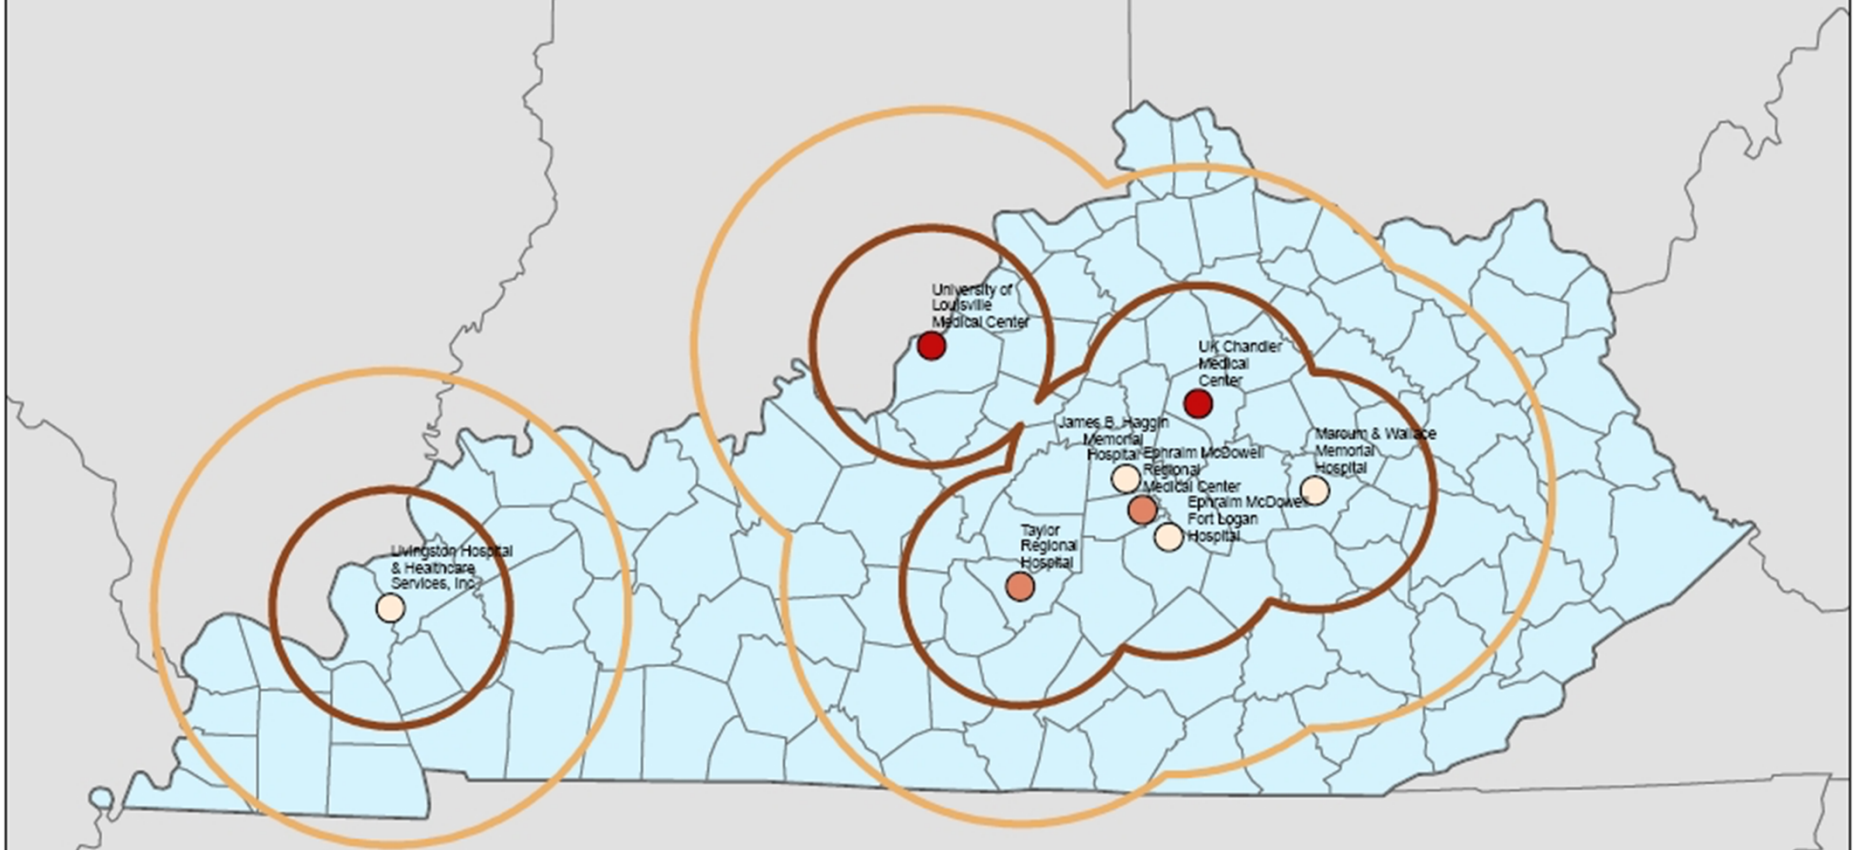 University of
Louisville
Medical Center
UK Chandler
Medical
Center
James B. Haggin
Memorial
Hospital
Ephraim McDowell
Regional
Medical Center
Marcum & Wallace
Memorial
Hospital
Ephraim McDowell
Fort Logan
Hospital
Taylor
Regional
Hospital
Livingston Hospital
& Healthcare
Services, Inc.